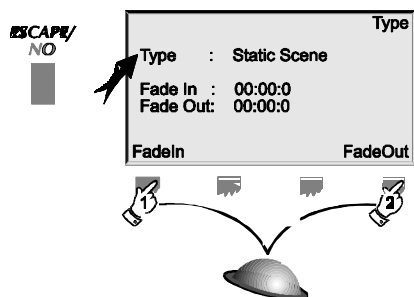 ESCAPE/
NO
Type
Type : Static Scene
Fade In : 00:00:0
Fade Out: 00:00:0
FadeIn FadeOut
1 2